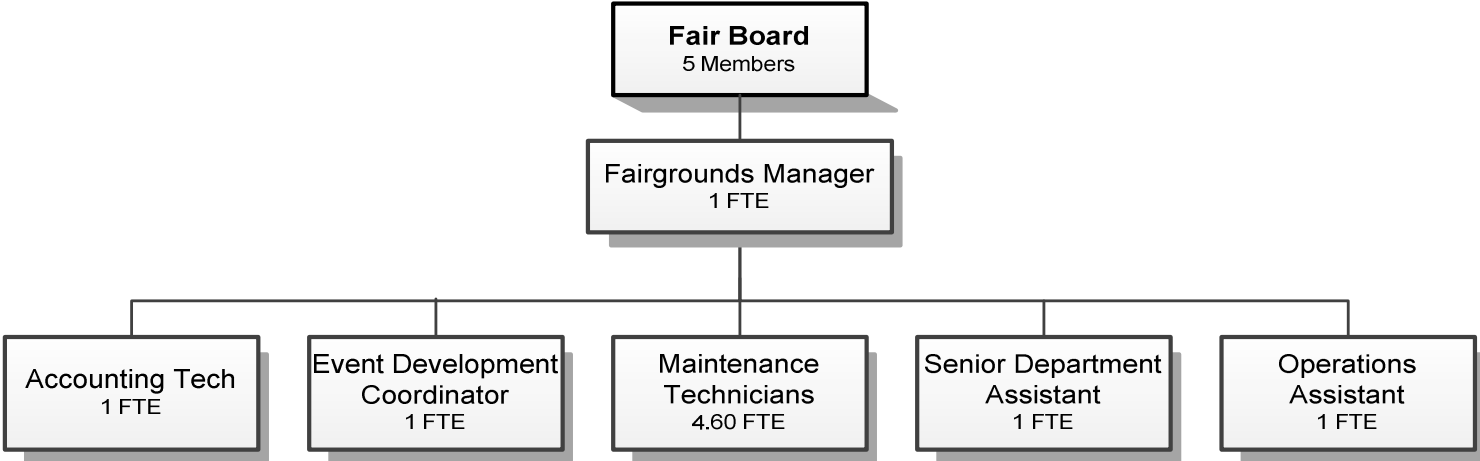 Fair Board
5 Members
Fairgrounds Manager
1 FTE
Accounting Tech
1 FTE
Event Development
Coordinator
1 FTE
Maintenance
Technicians
4.60 FTE
Senior Department
Assistant
1 FTE
Operations
Assistant
1 FTE